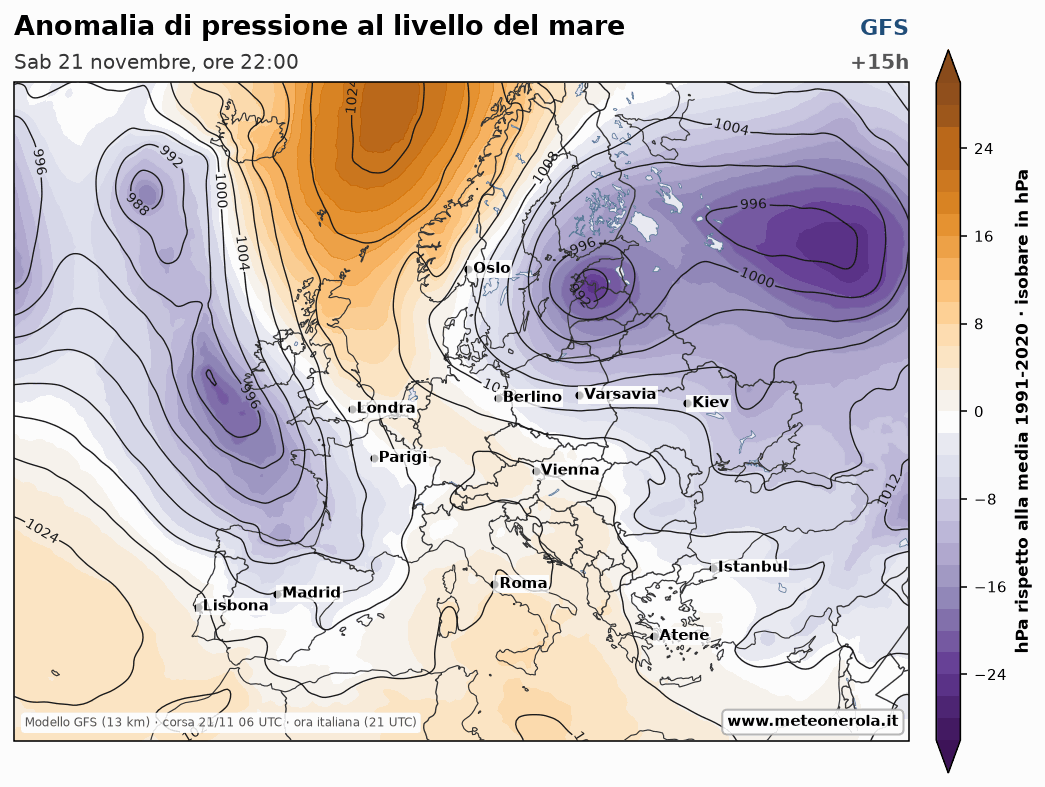 Anomalia di pressione al livello del mare
GFS
Sab 21 novembre, ore 22:00
+15h
1024
1004
996
992
1008
1000
988
996
996
Oslo
1004
1000
992
996
Londra
Berlino
Varsavia
Kiev
Parigi
Vienna
1012
1024
Istanbul
Roma
Madrid
Lisbona
Atene
Modello GFS (13 km) · corsa 21/11 06 UTC · ora italiana (21 UTC)
www.meteonerola.it
24
16
8
0
−8
−16
−24
hPa rispetto alla media 1991-2020 · isobare in hPa